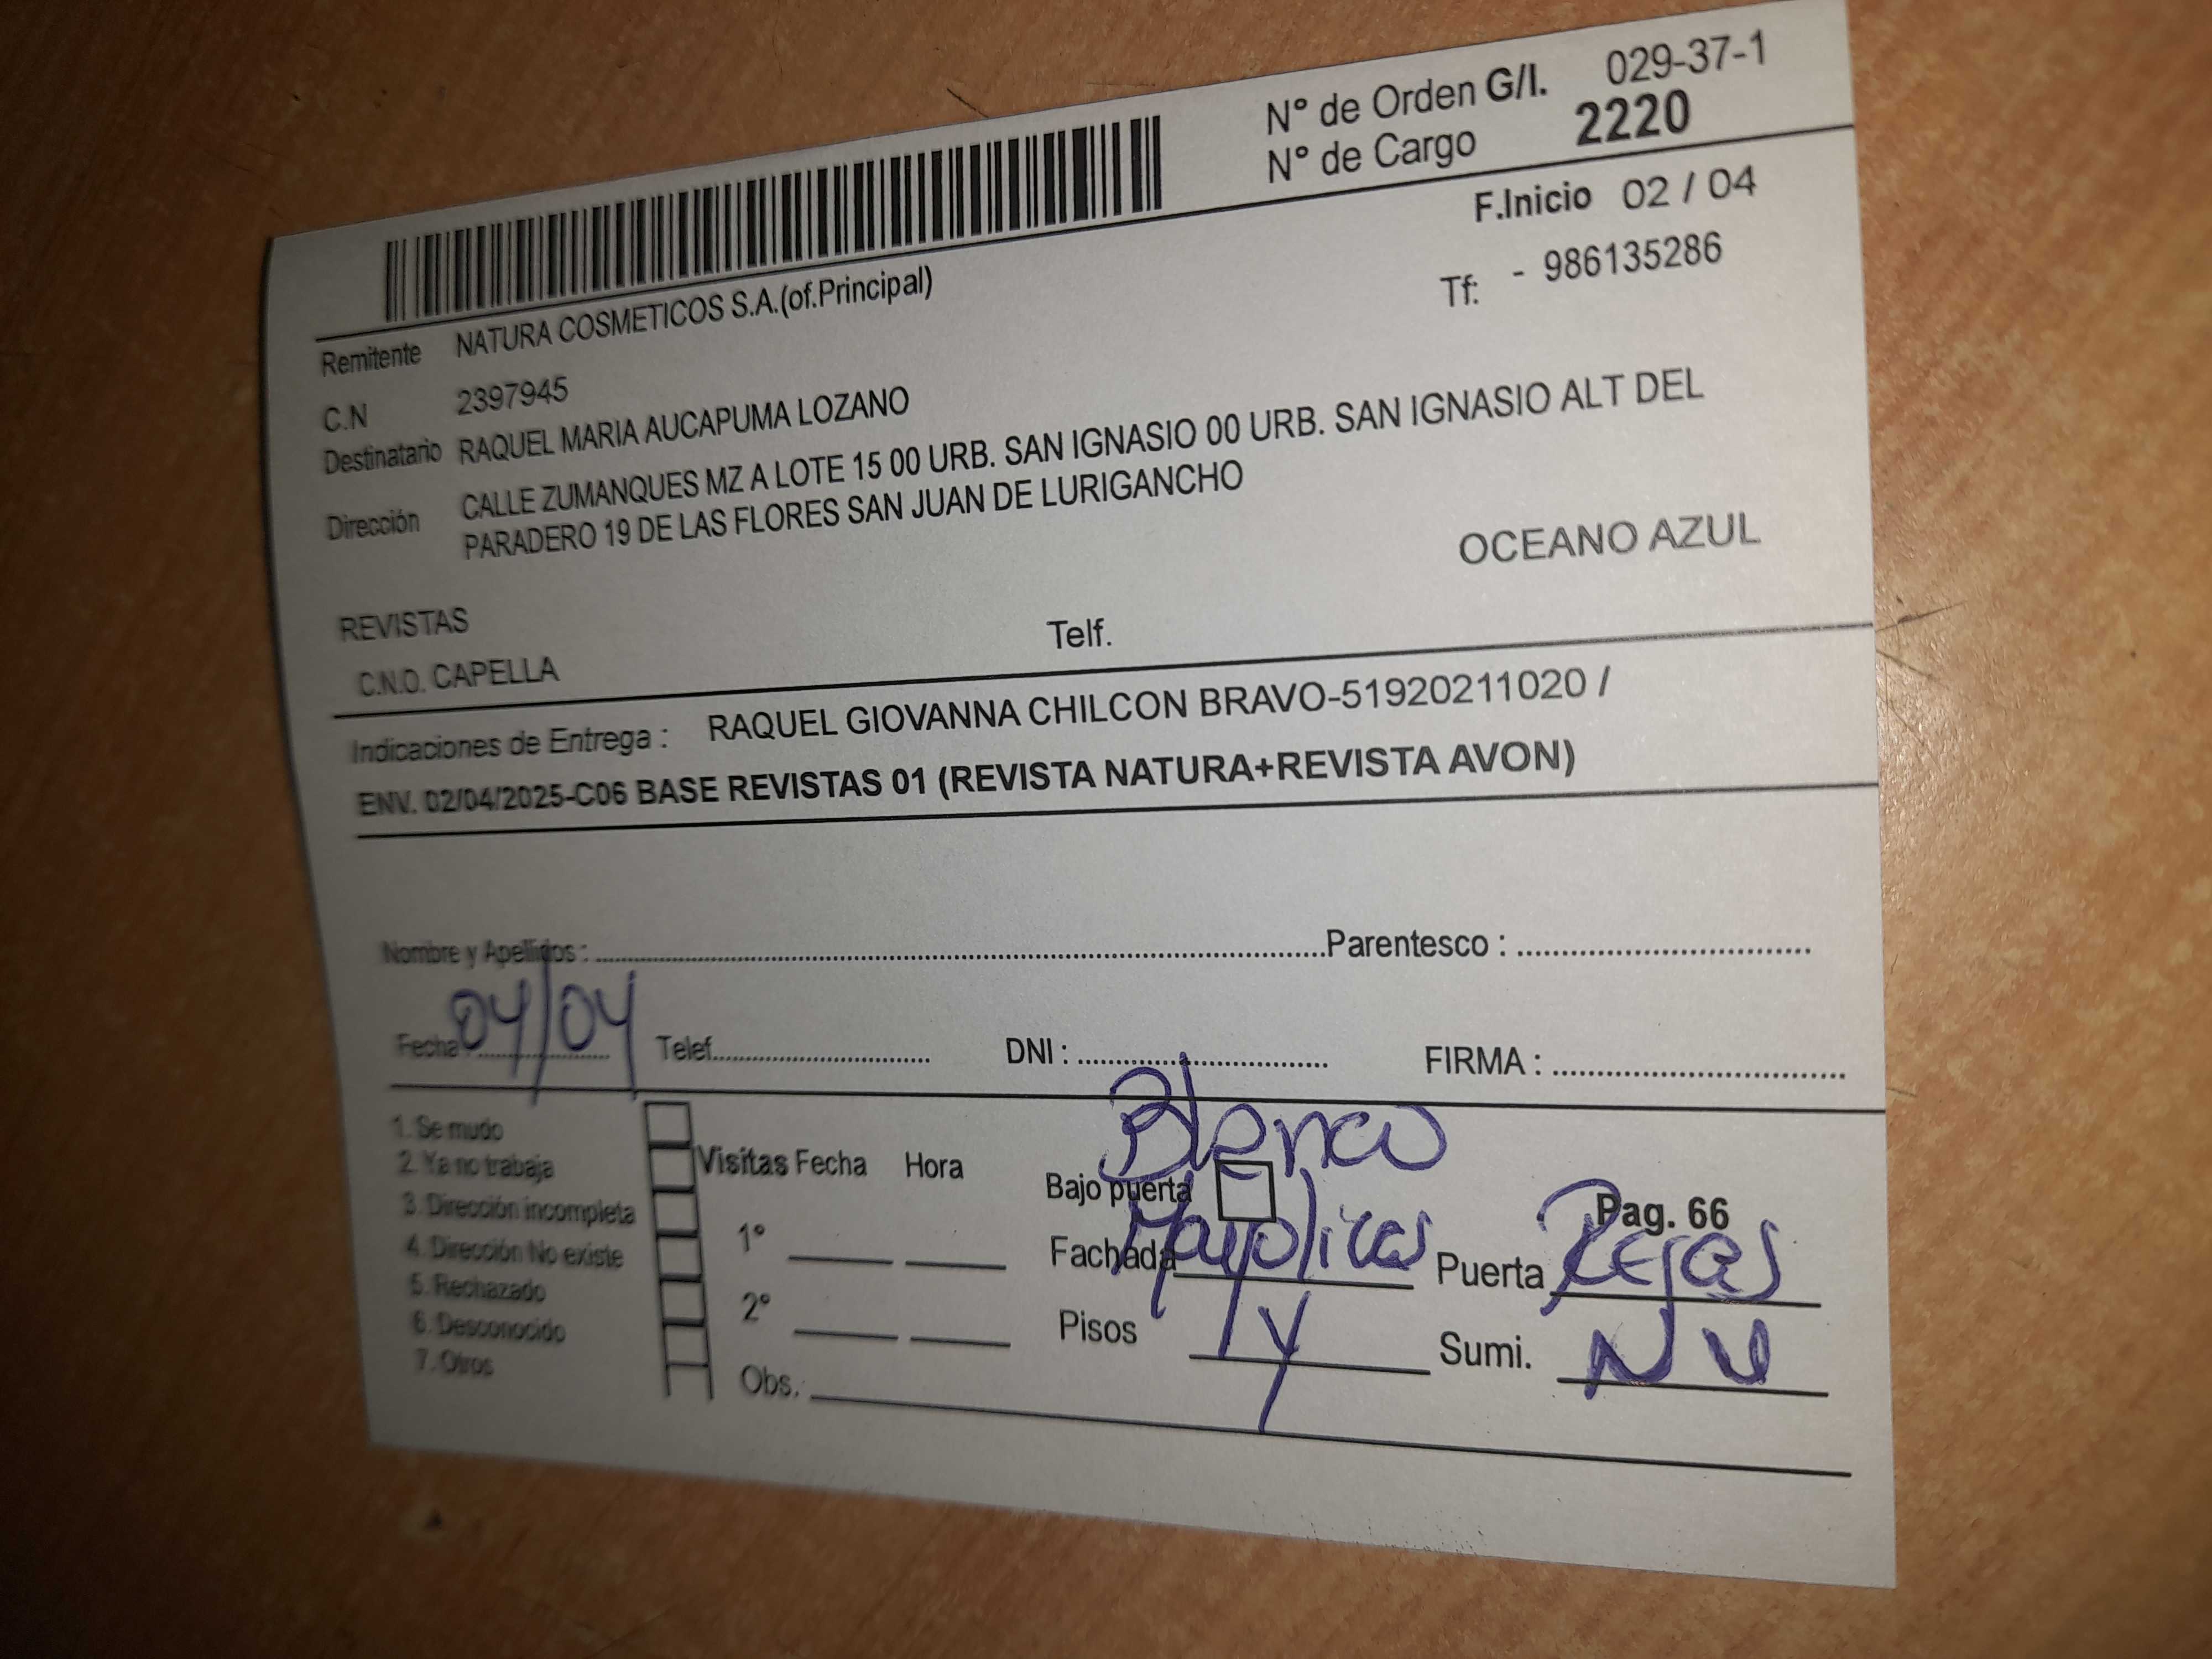 N° de Orden G/I. 029-37-1
N° de Cargo 2220
F.Inicio 02 / 04
Remitente NATURA COSMETICOS S.A.(of.Principal)
Tf: - 986135286
C.N 2397945
Destinatario RAQUEL MARIA AUCAPUMA LOZANO
Dirección CALLE ZUMANQUES MZ A LOTE 15 00 URB. SAN IGNASIO 00 URB. SAN IGNASIO ALT DEL
PARADERO 19 DE LAS FLORES SAN JUAN DE LURIGANCHO
OCEANO AZUL
REVISTAS
Telf.
C.N.O. CAPELLA
Indicaciones de Entrega : RAQUEL GIOVANNA CHILCON BRAVO-51920211020 /
ENV. 02/04/2025-C06 BASE REVISTAS 01 (REVISTA NATURA+REVISTA AVON)
Nombre y Apellidos : Parentesco :
Fecha 04/04 Telef. DNI : FIRMA :
Blanco
1. Se mudo
2. Ya no trabaja
3. Dirección incompleta
4. Dirección No existe
5. Rechazado
6. Desconocido
7. Otros
Visitas Fecha Hora
1°
2°
Obs.
Bajo puerta
Pag. 66
Fachada Mayolicas Puerta Rejas
Pisos Sumi. NV